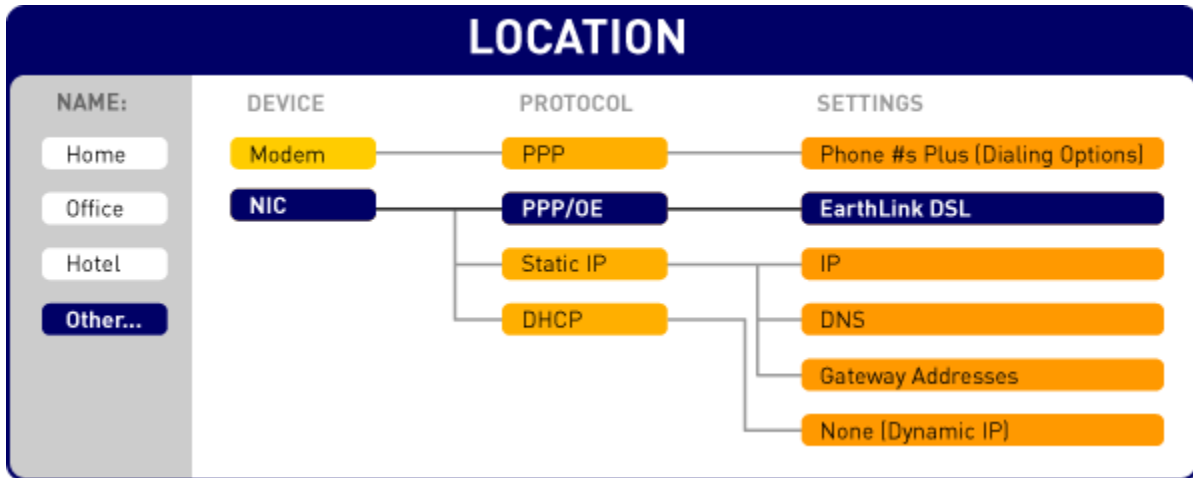 LOCATION
NAME:
DEVICE
PROTOCOL
SETTINGS
Home
Modem
PPP
Phone #s Plus (Dialing Options)
Office
NIC
PPP/OE
EarthLink DSL
Hotel
Static IP
IP
Other...
DHCP
DNS
Gateway Addresses
None (Dynamic IP)